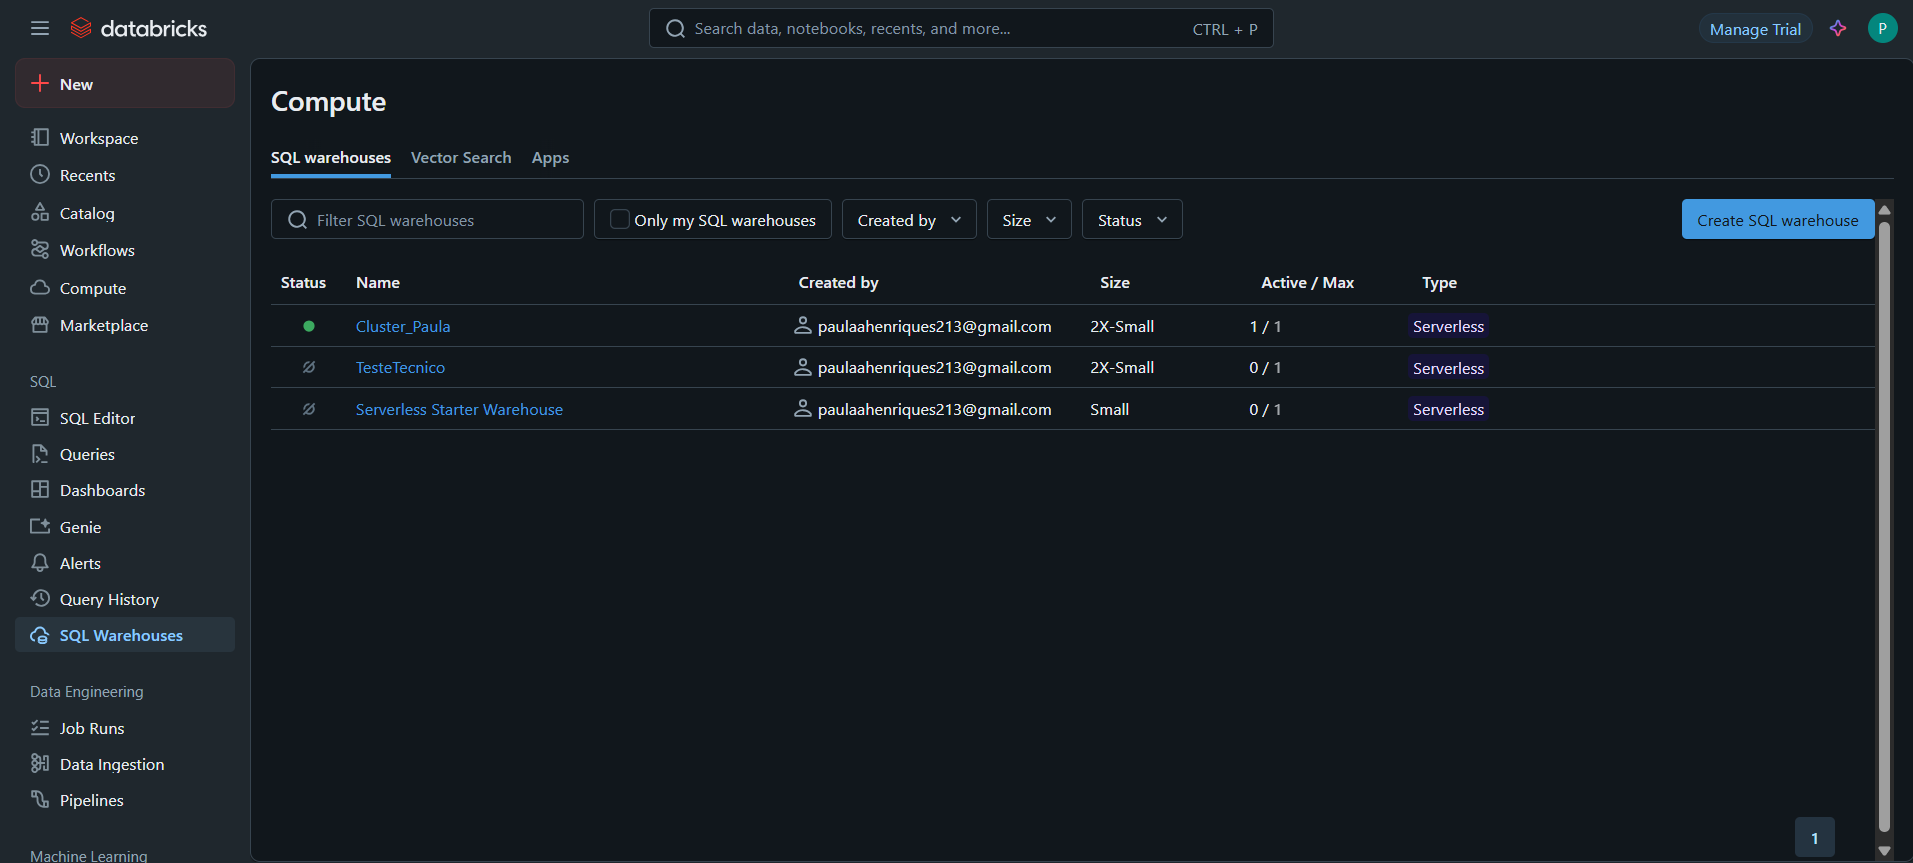 databricks
Search data, notebooks, recents, and more... CTRL + P
Manage Trial
P
New
Workspace
Recents
Catalog
Workflows
Compute
Marketplace
SQL
SQL Editor
Queries
Dashboards
Genie
Alerts
Query History
SQL Warehouses
Data Engineering
Job Runs
Data Ingestion
Pipelines
Machine Learning
Compute
SQL warehouses Vector Search Apps
Filter SQL warehouses Only my SQL warehouses Created by Size Status Create SQL warehouse
Status Name Created by Size Active / Max Type
Cluster_Paula paulaahenriques213@gmail.com 2X-Small 1 / 1 Serverless
TesteTecnico paulaahenriques213@gmail.com 2X-Small 0 / 1 Serverless
Serverless Starter Warehouse paulaahenriques213@gmail.com Small 0 / 1 Serverless
1